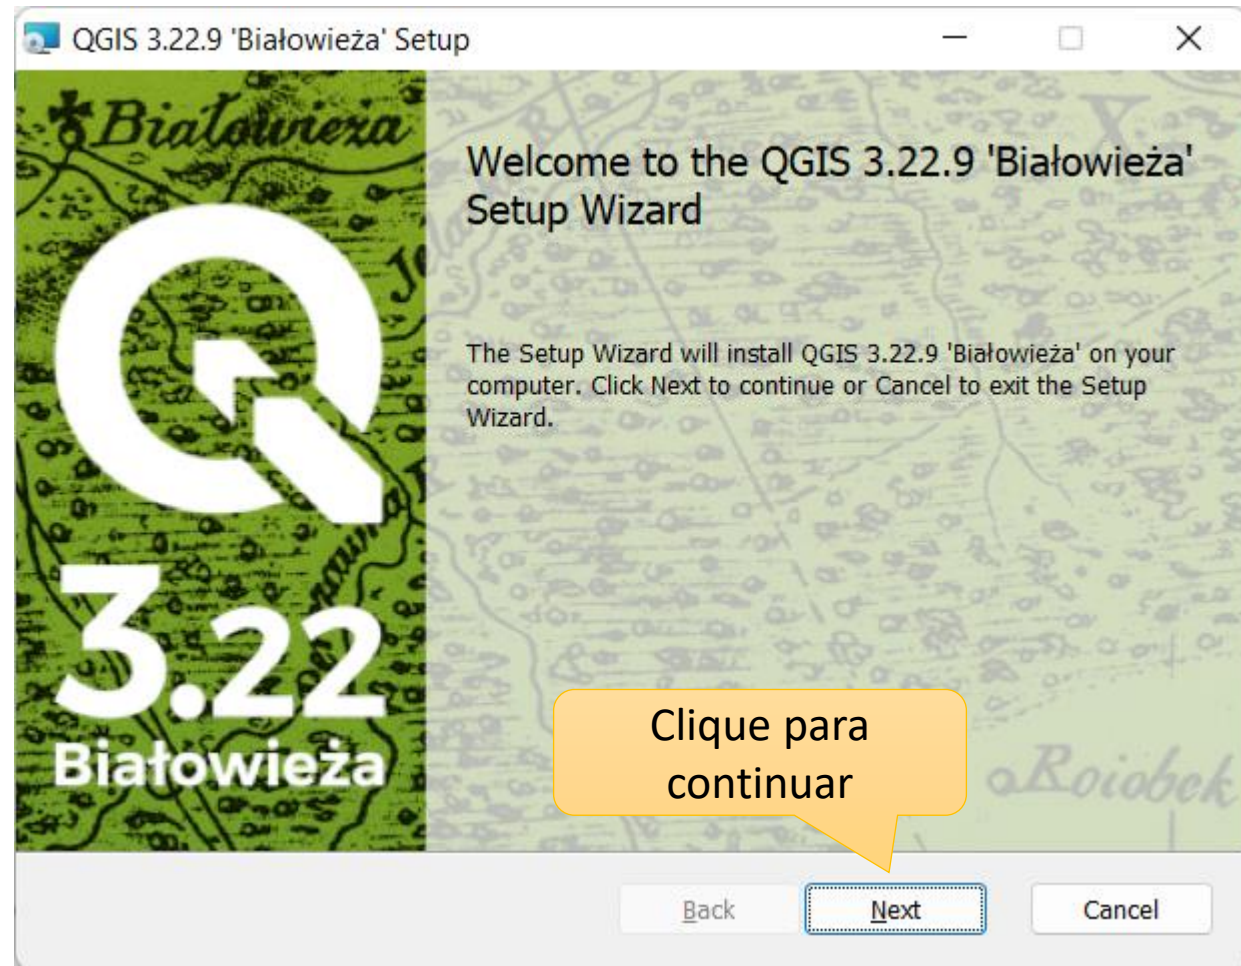 QGIS 3.22.9 'Białowieża' Setup
Białowieza
Welcome to the QGIS 3.22.9 'Białowieża'
Setup Wizard
The Setup Wizard will install QGIS 3.22.9 'Białowieża' on your
computer. Click Next to continue or Cancel to exit the Setup
Wizard.
3.22
Białowieża
Clique para
continuar
Roiobek
Back
Next
Cancel